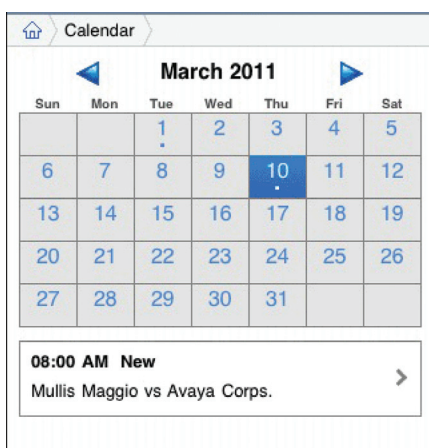 Calendar
March 2011
Sun Mon Tue Wed Thu Fri Sat
1 2 3 4 5
6 7 8 9 10 11 12
13 14 15 16 17 18 19
20 21 22 23 24 25 26
27 28 29 30 31
08:00 AM New
Mullis Maggio vs Avaya Corps.